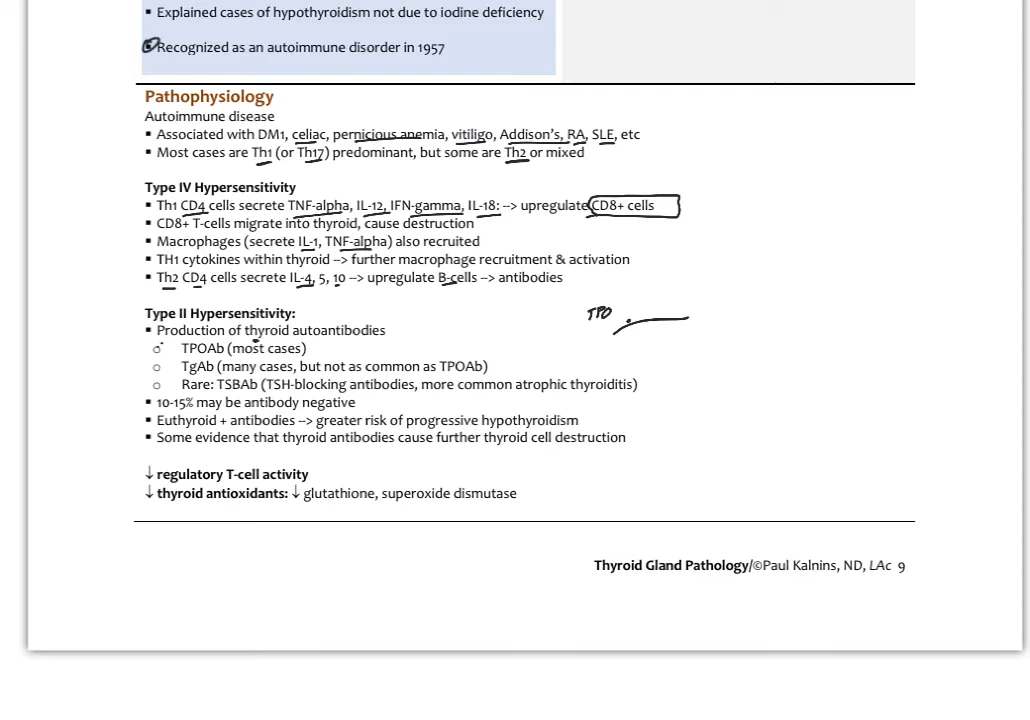 ▪ Explained cases of hypothyroidism not due to iodine deficiency
▪ Recognized as an autoimmune disorder in 1957
Pathophysiology
Autoimmune disease
▪ Associated with DM1, celiac, pernicious anemia, vitiligo, Addison's, RA, SLE, etc
▪ Most cases are Th1 (or Th17) predominant, but some are Th2 or mixed
Type IV Hypersensitivity
▪ Th1 CD4 cells secrete TNF-alpha, IL-12, IFN-gamma, IL-18: --> upregulate CD8+ cells
▪ CD8+ T-cells migrate into thyroid, cause destruction
▪ Macrophages (secrete IL-1, TNF-alpha) also recruited
▪ TH1 cytokines within thyroid --> further macrophage recruitment & activation
▪ Th2 CD4 cells secrete IL-4, 5, 10 --> upregulate B-cells --> antibodies
Type II Hypersensitivity:
TPO
▪ Production of thyroid autoantibodies
o TPOAb (most cases)
o TgAb (many cases, but not as common as TPOAb)
o Rare: TSBAb (TSH-blocking antibodies, more common atrophic thyroiditis)
▪ 10-15% may be antibody negative
▪ Euthyroid + antibodies --> greater risk of progressive hypothyroidism
▪ Some evidence that thyroid antibodies cause further thyroid cell destruction
↓ regulatory T-cell activity
↓ thyroid antioxidants: ↓ glutathione, superoxide dismutase
Thyroid Gland Pathology/©Paul Kalnins, ND, LAc 9